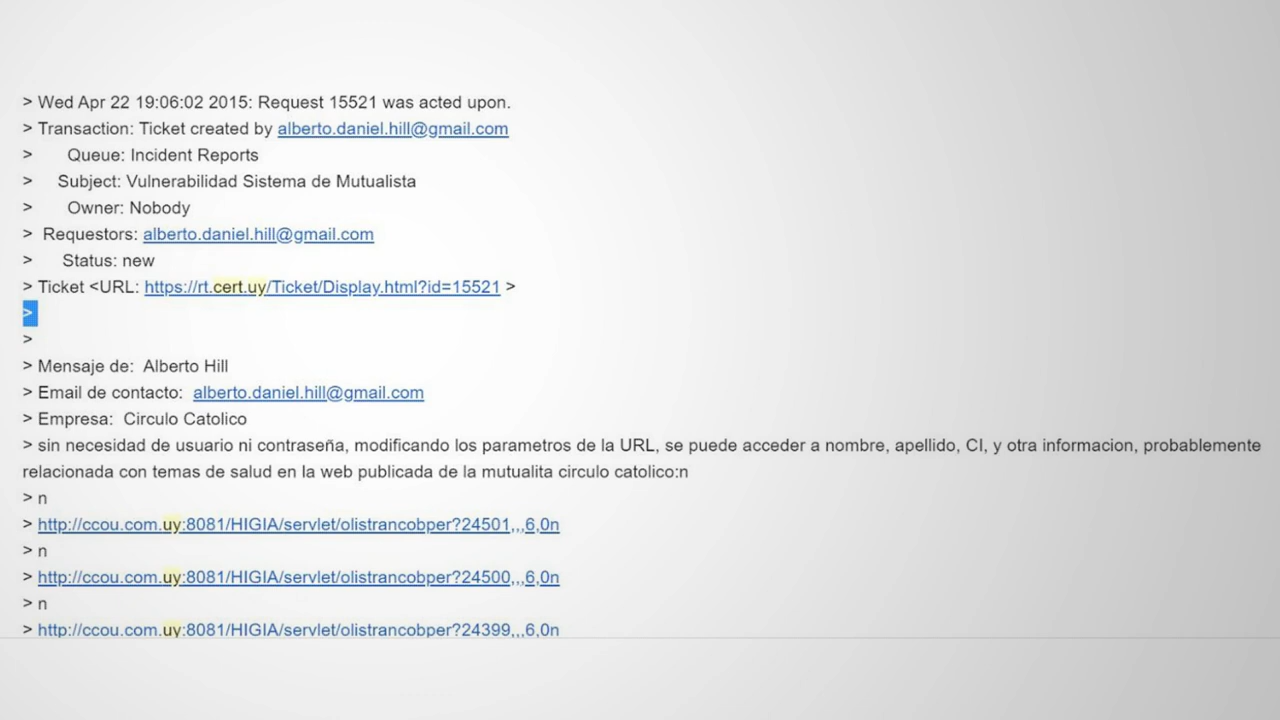 > Wed Apr 22 19:06:02 2015: Request 15521 was acted upon.
> Transaction: Ticket created by alberto.daniel.hill@gmail.com
> Queue: Incident Reports
> Subject: Vulnerabilidad Sistema de Mutualista
> Owner: Nobody
> Requestors: alberto.daniel.hill@gmail.com
> Status: new
> Ticket <URL: https://rt.cert.uy/Ticket/Display.html?id=15521 >
>
>
> Mensaje de: Alberto Hill
> Email de contacto: alberto.daniel.hill@gmail.com
> Empresa: Circulo Catolico
> sin necesidad de usuario ni contraseña, modificando los parametros de la URL, se puede acceder a nombre, apellido, CI, y otra informacion, probablemente
relacionada con temas de salud en la web publicada de la mutualita circulo catolico:n
> n
> http://ccou.com.uy:8081/HIGIA/servlet/olistrancobper?24501,,,6,0n
> n
> http://ccou.com.uy:8081/HIGIA/servlet/olistrancobper?24500,,,6,0n
> n
> http://ccou.com.uy:8081/HIGIA/servlet/olistrancobper?24399,,,6,0n